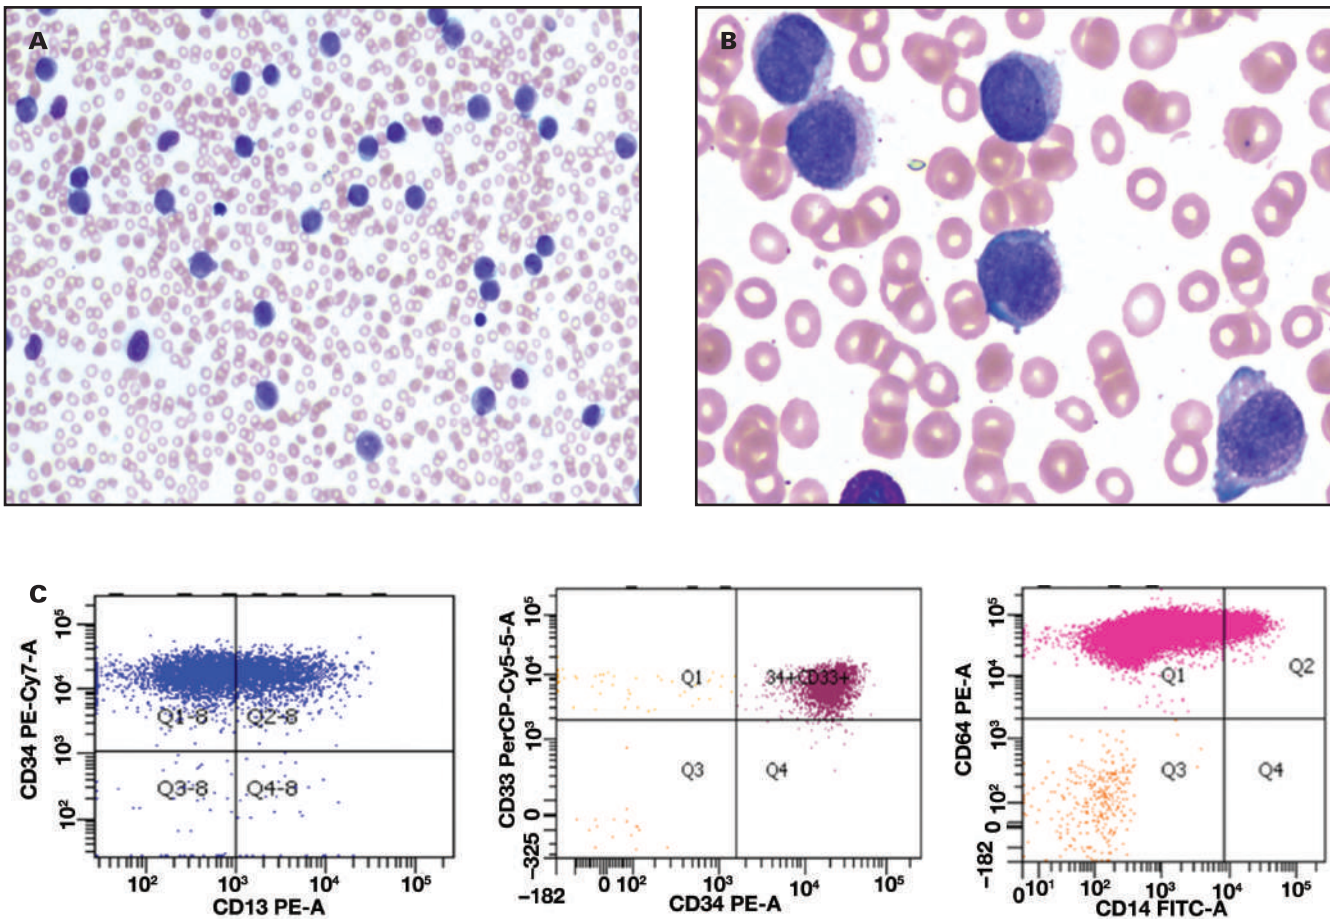 A
B
C
CD34 PE-Cy7-A
10⁵
10⁴
10³
10²
Q1-8
Q2-8
Q3-8
Q4-8
10²
10³
10⁴
10⁵
CD13 PE-A
CD33 PerCP-Cy5-5-A
10⁵
10⁴
10³
0
-325
Q1
34+CD33+
Q3
Q4
-182
0
10²
10³
10⁴
10⁵
CD34 PE-A
CD64 PE-A
10⁵
10⁴
10³
10²
0
-182
Q1
Q2
Q3
Q4
0
10¹
10²
10³
10⁴
10⁵
CD14 FITC-A